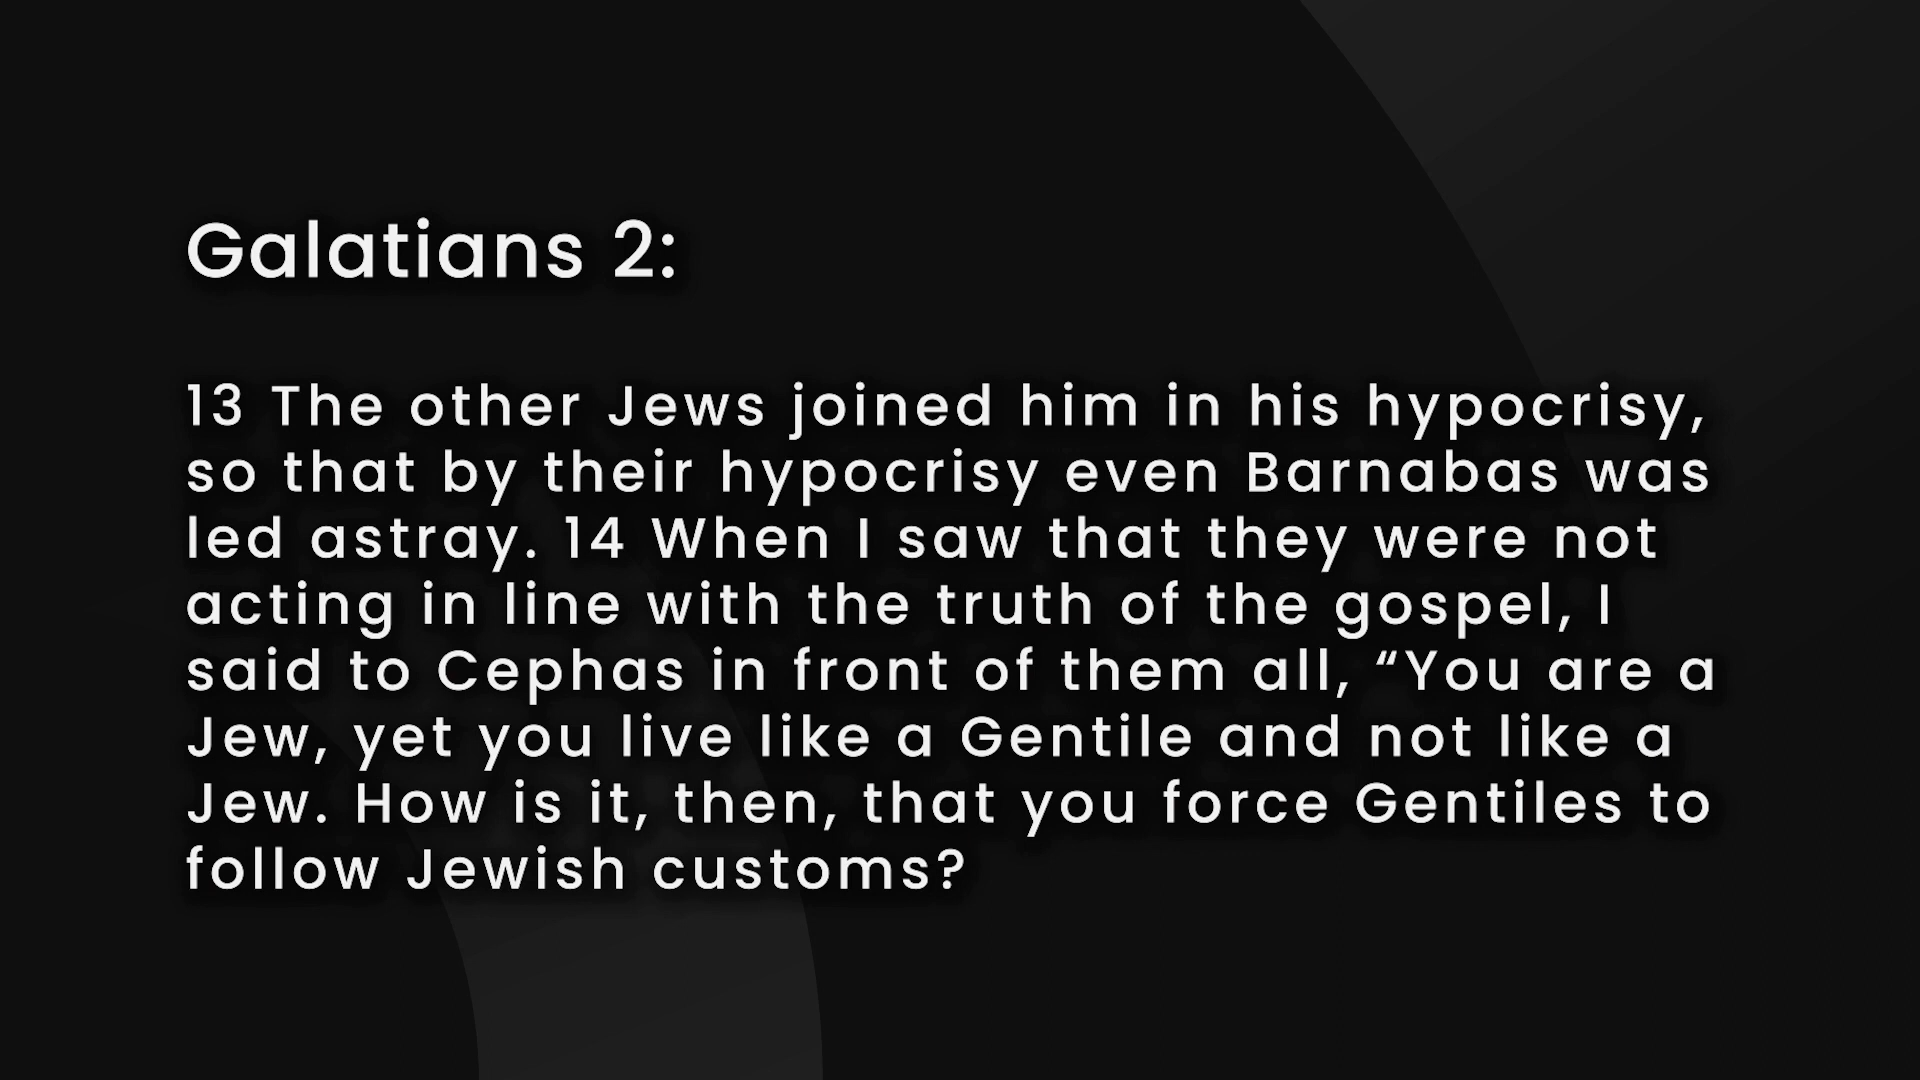 Galatians 2:
13 The other Jews joined him in his hypocrisy,
so that by their hypocrisy even Barnabas was
led astray. 14 When I saw that they were not
acting in line with the truth of the gospel, I
said to Cephas in front of them all, “You are a
Jew, yet you live like a Gentile and not like a
Jew. How is it, then, that you force Gentiles to
follow Jewish customs?